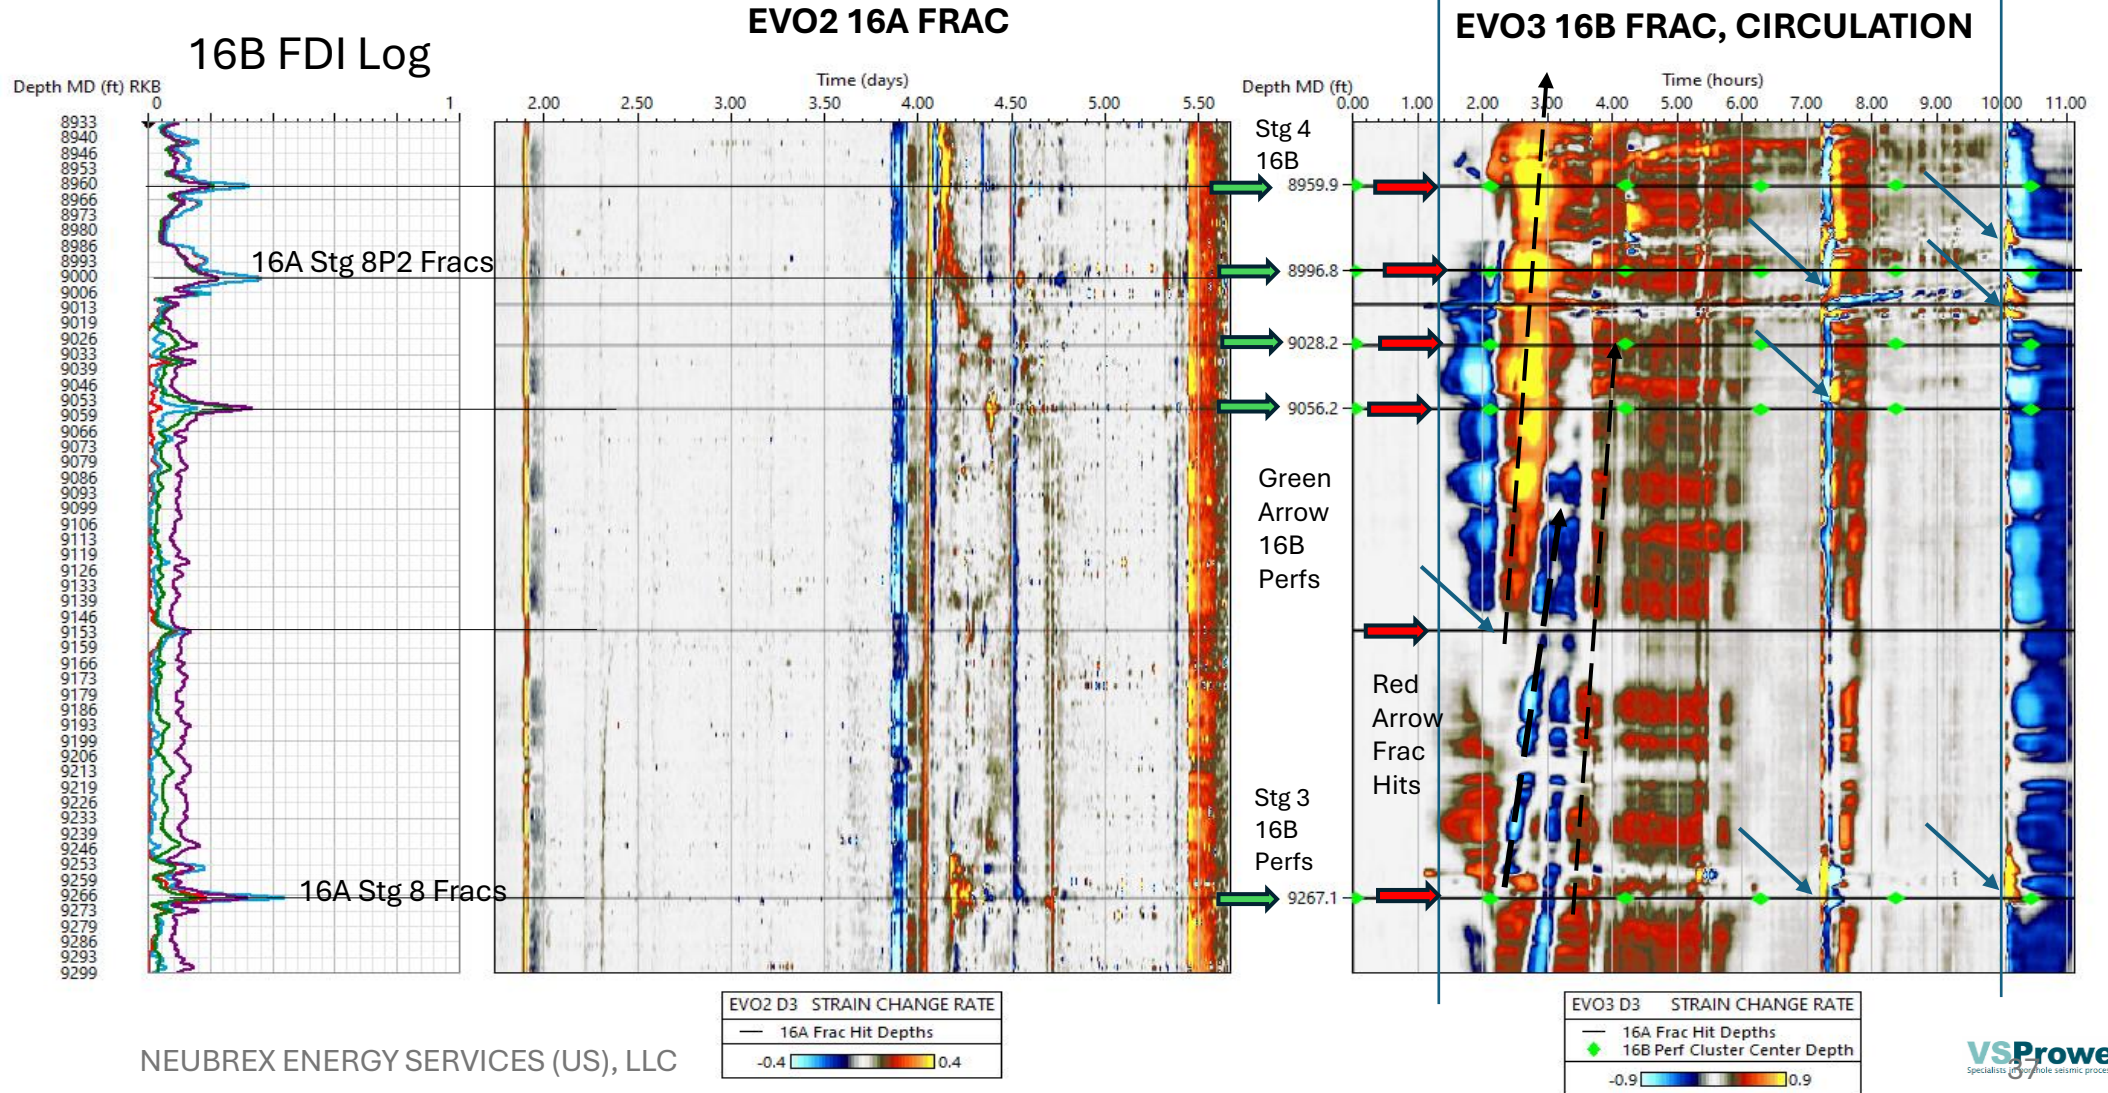 16B FDI Log
EVO2 16A FRAC
EVO3 16B FRAC, CIRCULATION
Depth MD (ft) RKB
0 1
8933
8940
8946
8953
8960
8966
8973
8980
8986
8993
9000
9006
9013
9019
9026
9033
9039
9046
9053
9059
9066
9073
9079
9086
9093
9099
9106
9113
9119
9126
9133
9139
9146
9153
9159
9166
9173
9179
9186
9193
9199
9206
9213
9219
9226
9233
9239
9246
9253
9259
9266
9273
9279
9286
9293
9299
16A Stg 8P2 Fracs
16A Stg 8 Fracs
Time (days)
2.00 2.50 3.00 3.50 4.00 4.50 5.00 5.50
Depth MD (ft)
Stg 4
16B
8959.9
8996.8
9028.2
9056.2
Green
Arrow
16B
Perfs
Stg 3
16B
Perfs
9267.1
Time (hours)
0.00 1.00 2.00 3.00 4.00 5.00 6.00 7.00 8.00 9.00 10.00 11.00
Red
Arrow
Frac
Hits
EVO2 D3 STRAIN CHANGE RATE
16A Frac Hit Depths
-0.4 0.4
EVO3 D3 STRAIN CHANGE RATE
16A Frac Hit Depths
16B Perf Cluster Center Depth
-0.9 0.9
NEUBREX ENERGY SERVICES (US), LLC
VSProwe
37